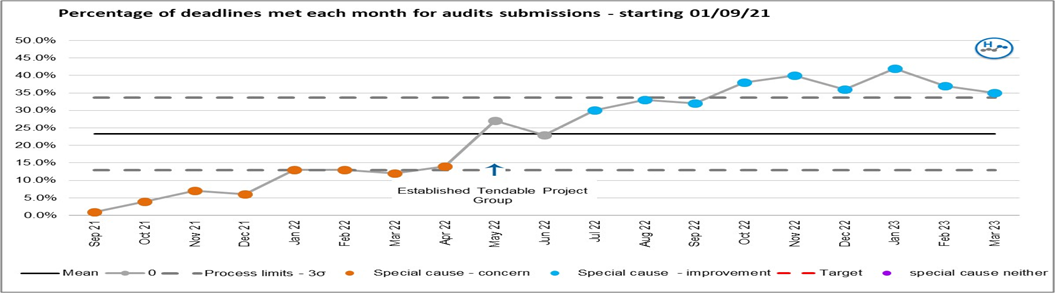 Percentage of deadlines met each month for audits submissions - starting 01/09/21
H
50.0%
45.0%
40.0%
35.0%
30.0%
25.0%
20.0%
15.0%
10.0%
5.0%
0.0%
Established Tendable Project
Group
Sep 21
Oct 21
Nov 21
Dec 21
Jan 22
Feb 22
Mar 22
Apr 22
May 22
Jun 22
Jul 22
Aug 22
Sep 22
Oct 22
Nov 22
Dec 22
Jan 23
Feb 23
Mar 23
Mean 0 Process limits - 3σ Special cause - concern Special cause - improvement Target special cause neither